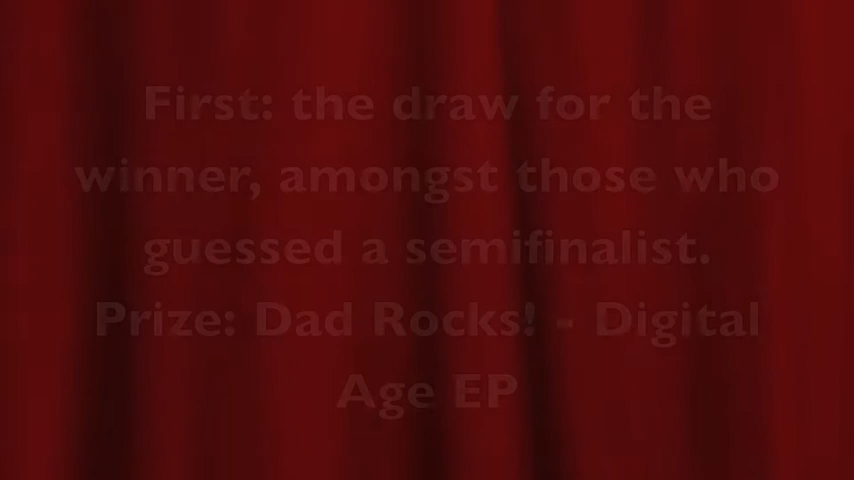 First: the draw for the
winner, amongst those who
guessed a semifinalist.
Prize: Dad Rocks! - Digital
Age EP